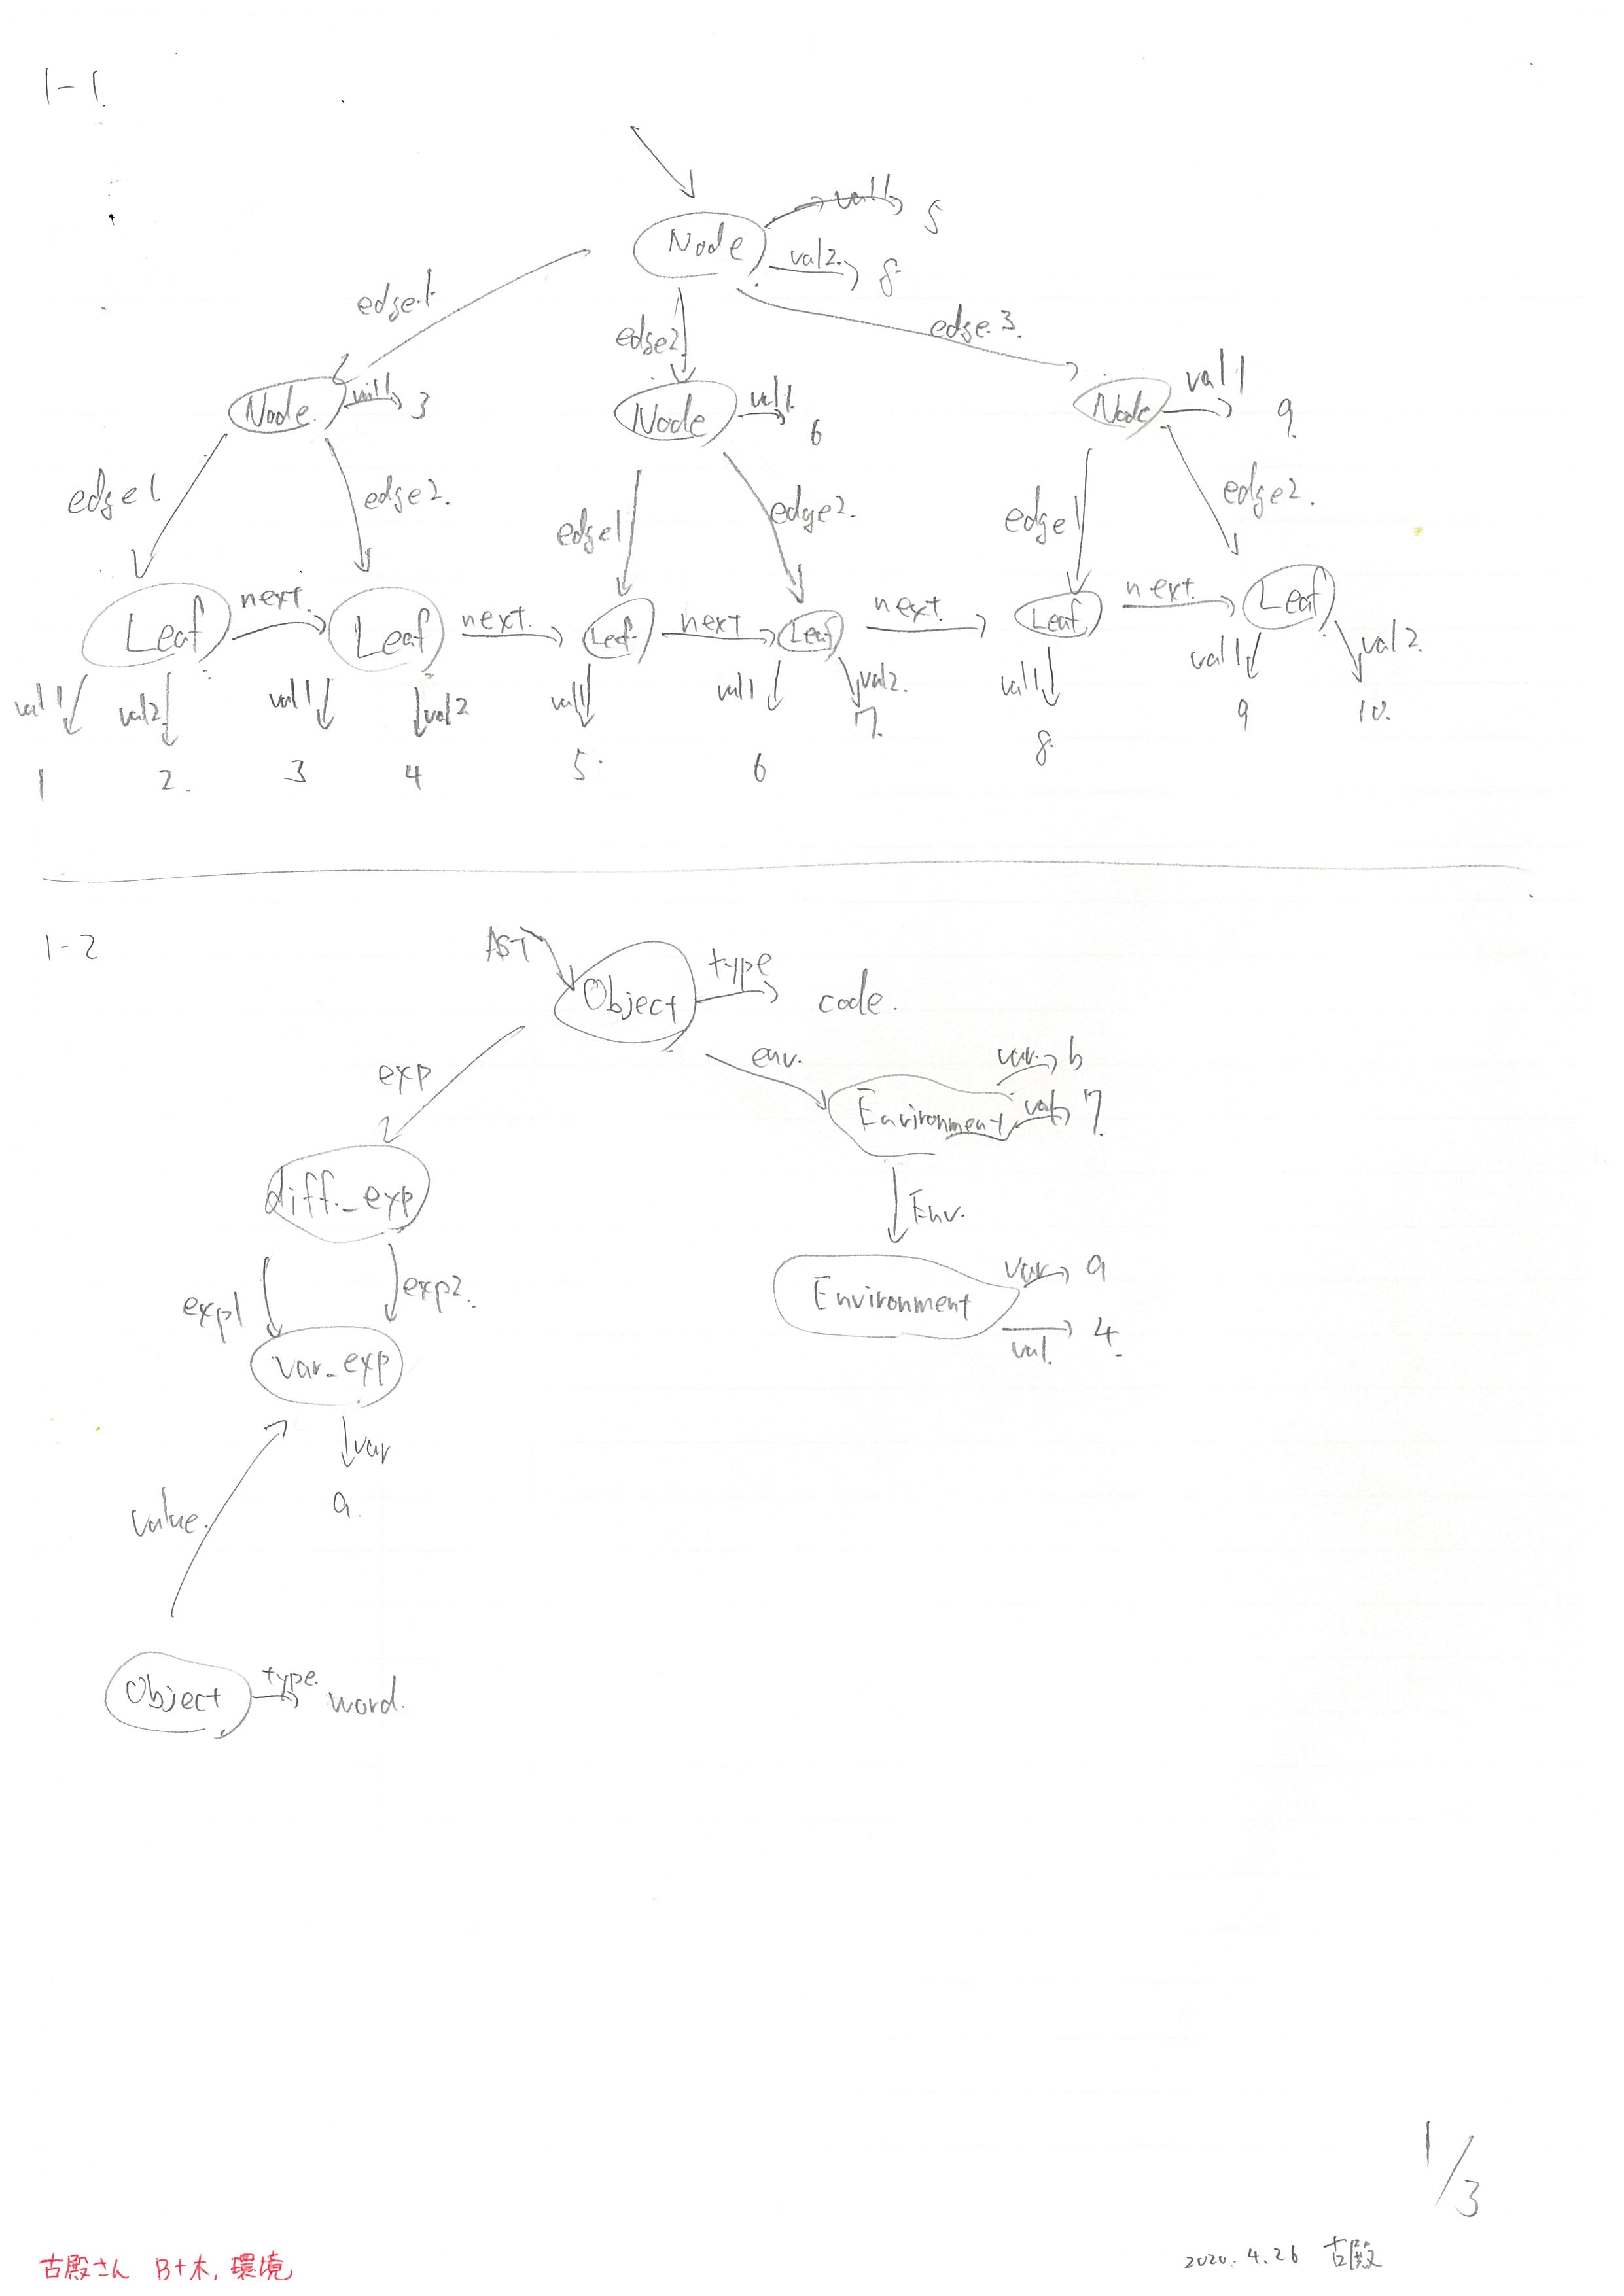 1-1.
Node val1 5
val2. 8.
edge1
edge2
edge.3.
Node. val1 3
Node val1. 6
Node val1 9.
edge1.
edge2.
edge1
edge2.
edge1
edge2.
Leaf next. Leaf next. Leaf next Leaf next. Leaf next. Leaf
val1 val2 val1 val2 val1 val1 val2. val1 val1 val2.
1 2. 3 4 5. 6 7. 8. 9 10.
1-2
AST Object type code.
exp env.
Environment var. b
val 7.
diff._exp
Env.
exp1 exp2.
Environment var a
val. 4.
var_exp
var
a.
value.
Object type. word.
1/3
古殿さん B+木, 環境
2020. 4. 26 古殿